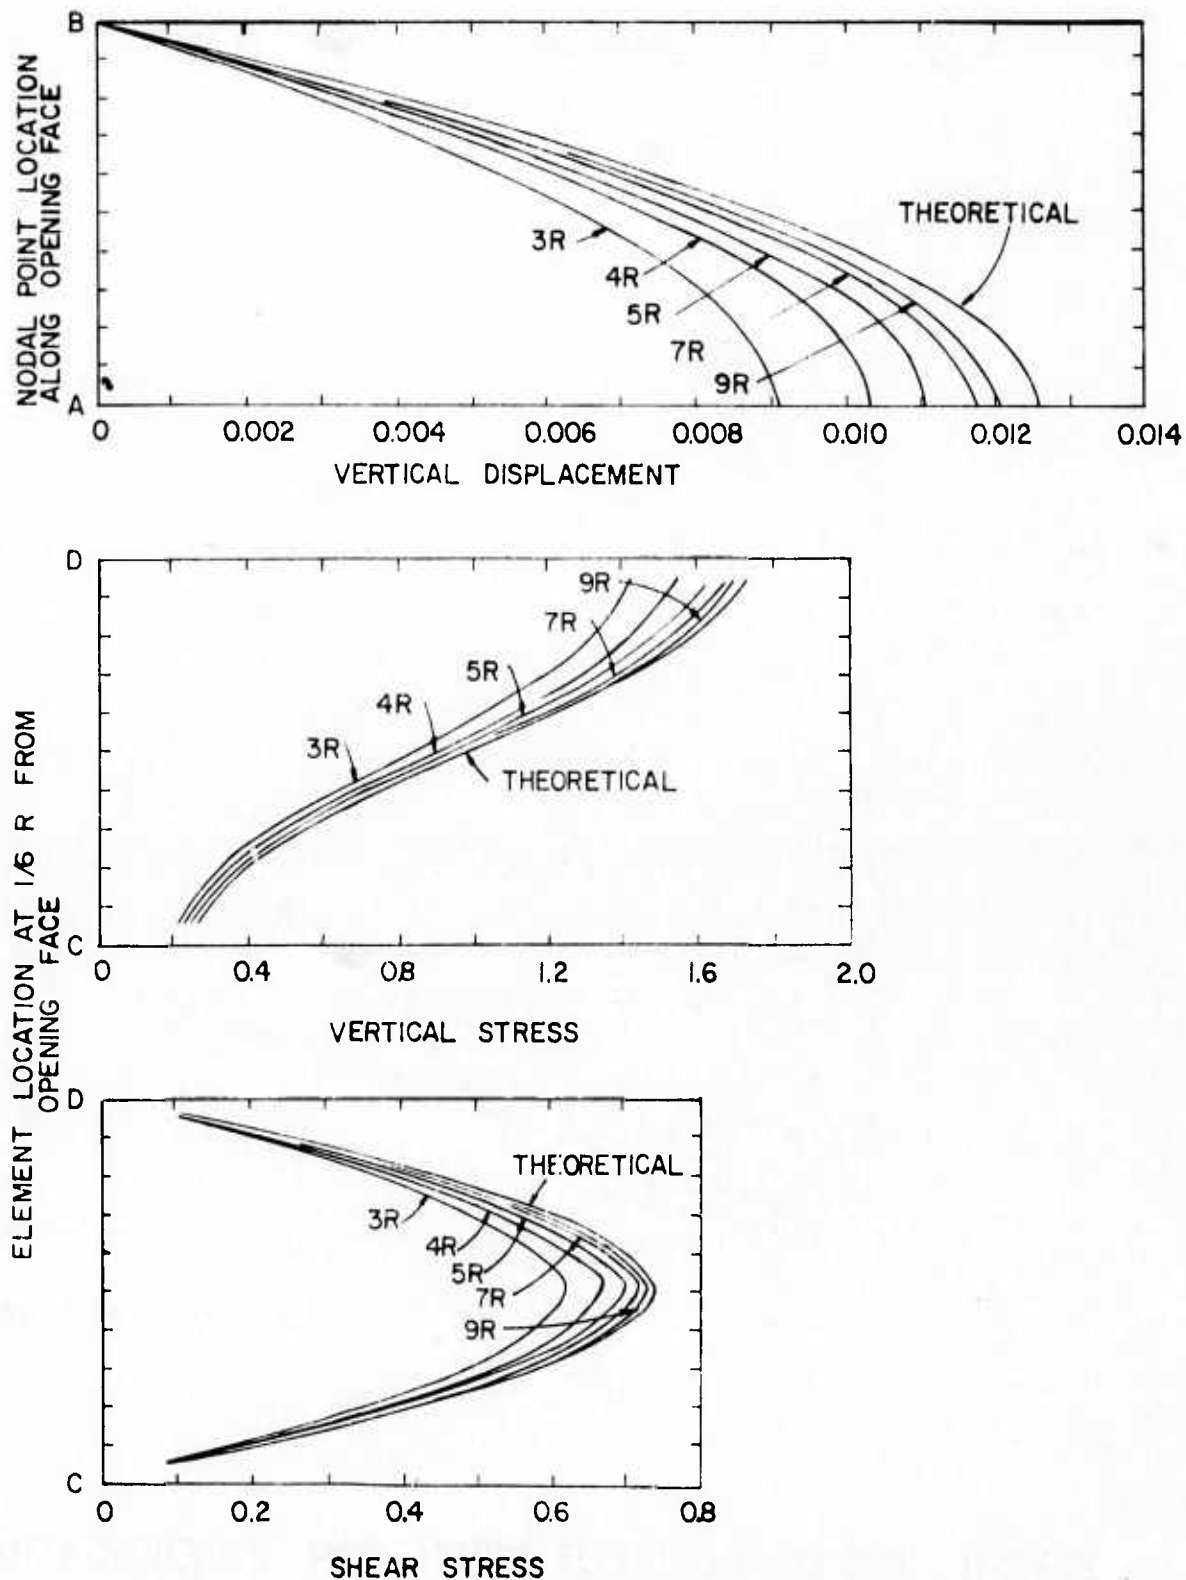 B
NODAL POINT LOCATION
ALONG OPENING FACE
A
THEORETICAL
3R
4R
5R
7R
9R
0 0.002 0.004 0.006 0.008 0.010 0.012 0.014
VERTICAL DISPLACEMENT
ELEMENT LOCATION AT 1/6 R FROM
OPENING FACE
D
9R
7R
5R
4R
3R
THEORETICAL
C
0 0.4 0.8 1.2 1.6 2.0
VERTICAL STRESS
D
THEORETICAL
3R
4R
5R
7R
9R
C
0 0.2 0.4 0.6 0.8
SHEAR STRESS